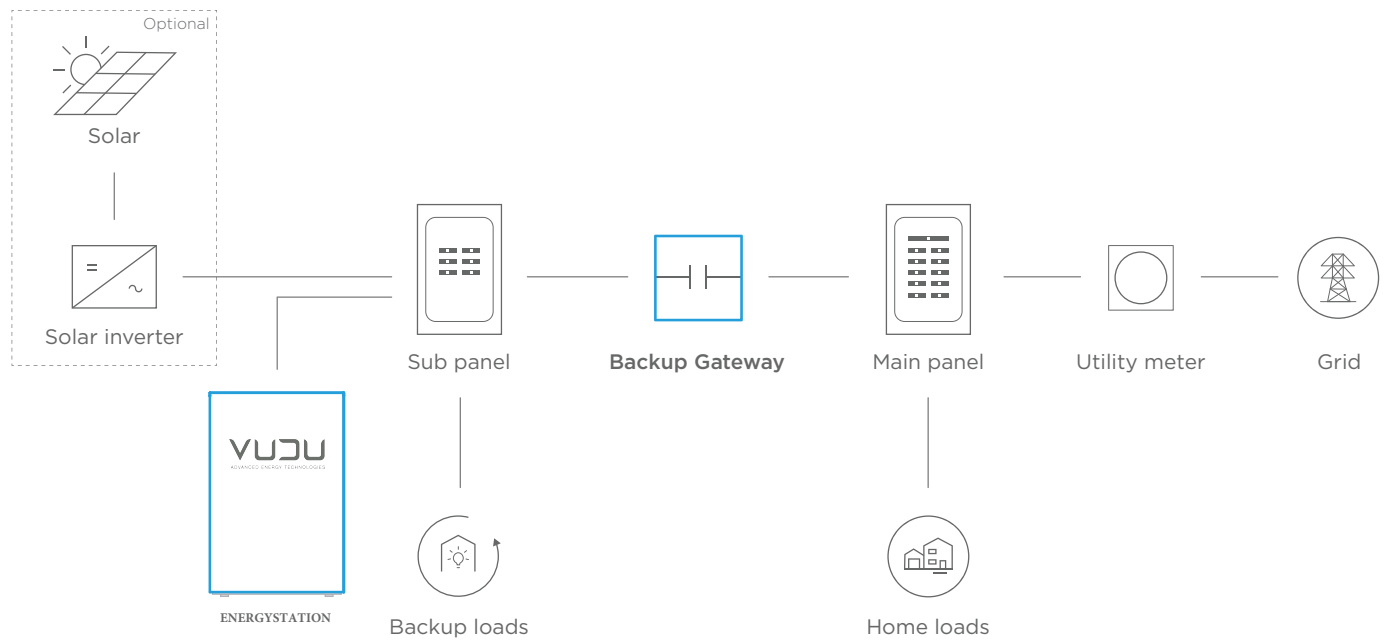 Optional
Solar
Solar inverter
Sub panel
Backup Gateway
Main panel
Utility meter
Grid
VUDU
ADVANCED ENERGY TECHNOLOGIES
ENERGYSTATION
Backup loads
Home loads